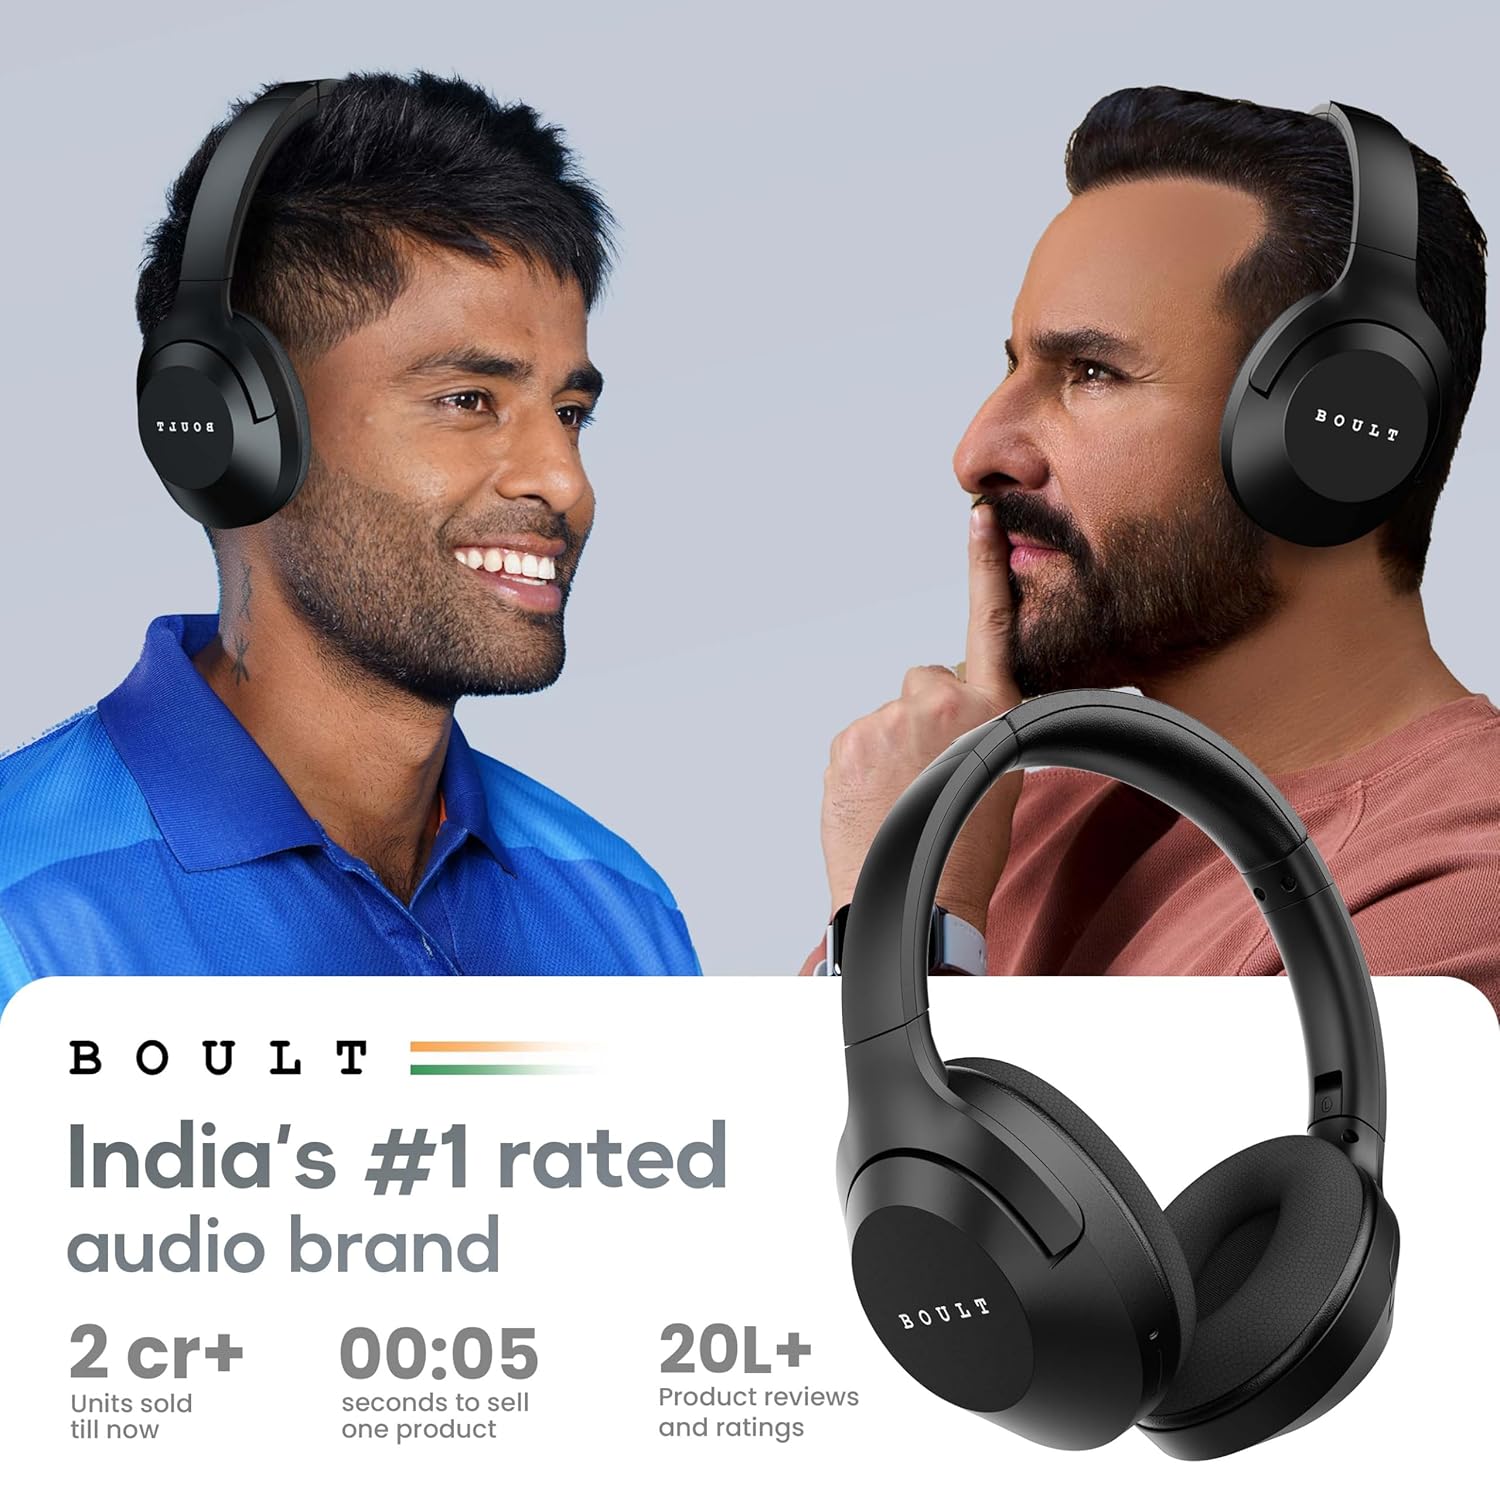 BOULT
BOULT
BOULT
India's #1 rated
audio brand
2 cr+
Units sold
till now
00:05
seconds to sell
one product
20L+
Product reviews
and ratings
BOULT